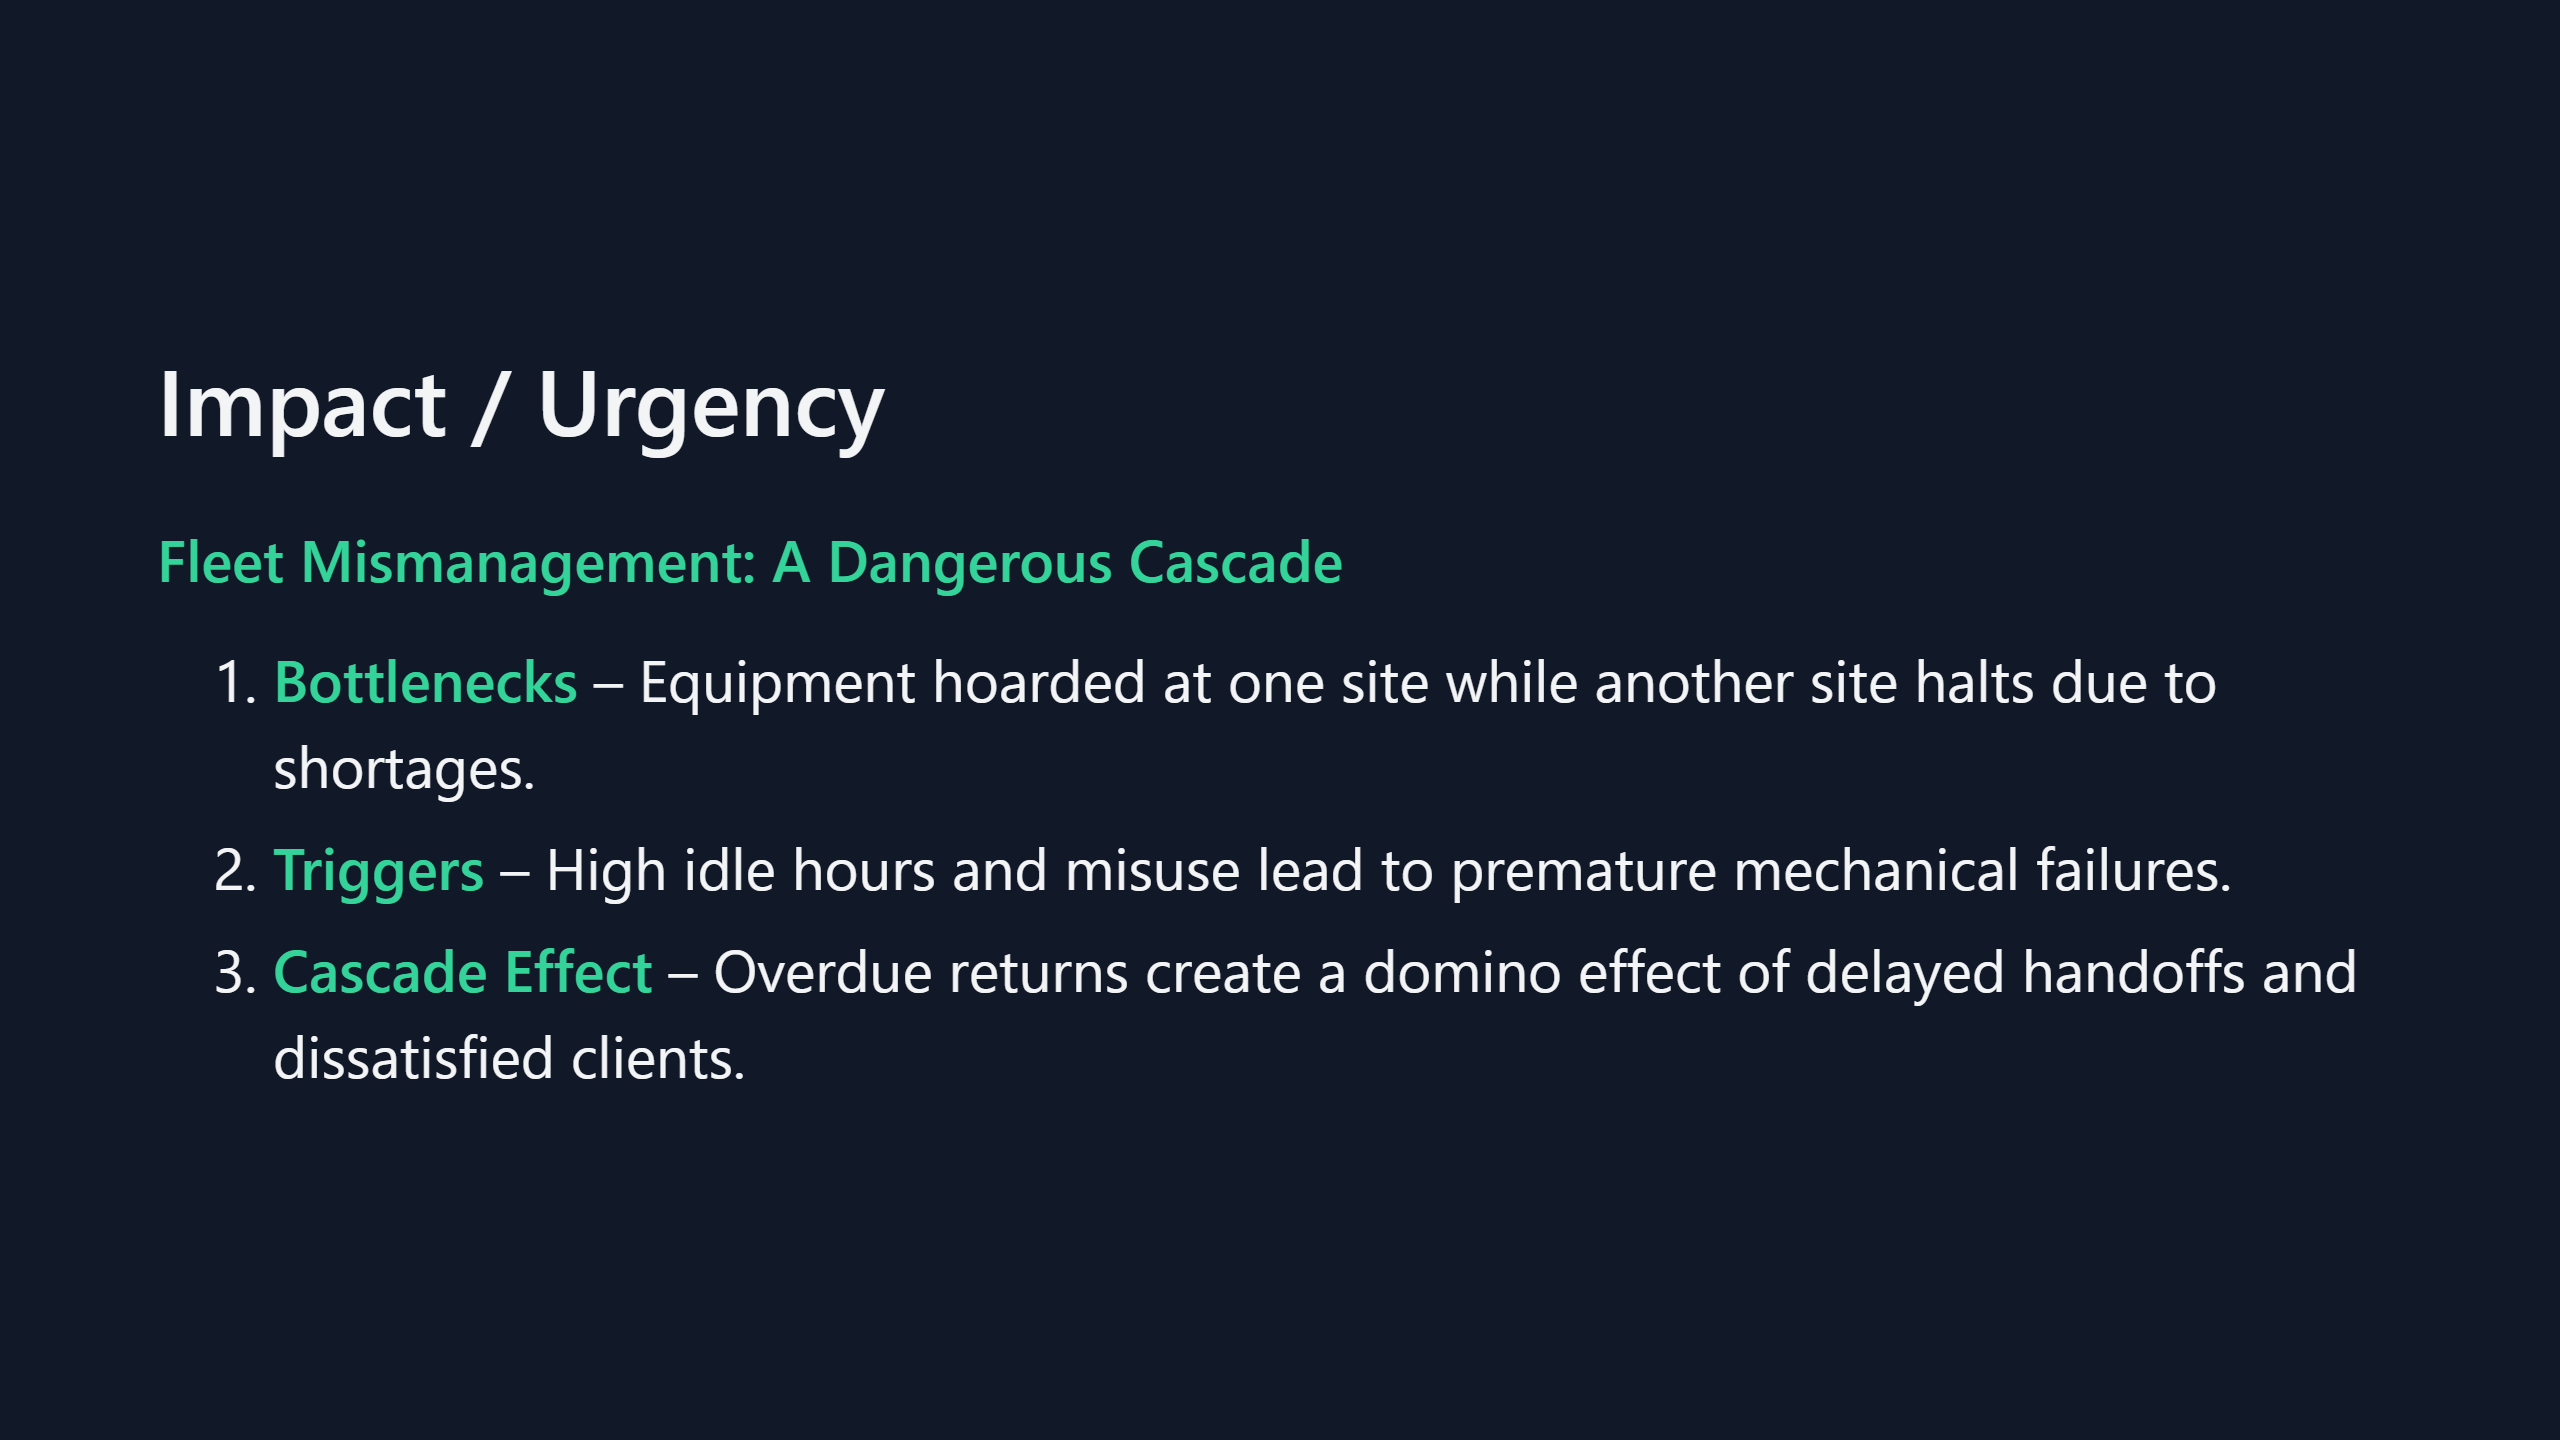 Impact / Urgency
Fleet Mismanagement: A Dangerous Cascade
1. Bottlenecks – Equipment hoarded at one site while another site halts due to
shortages.
2. Triggers – High idle hours and misuse lead to premature mechanical failures.
3. Cascade Effect – Overdue returns create a domino effect of delayed handoffs and
dissatisfied clients.